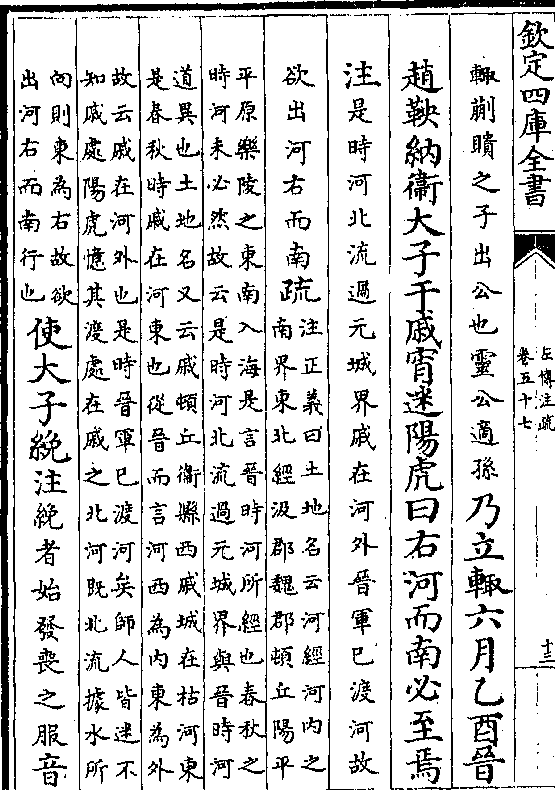 欽定四庫全書
左傳注疏
卷五十七
十三
輒蒯聵之子出公也靈公適孫乃立輒六月乙酉晉
趙鞅納衞大子于戚宵迷陽虎曰右河而南必至焉
注是時河北流過元城界戚在河外晉軍已渡河故
欲出河右而南疏
注正義曰土地名云河經河内之
南界東北經汲郡魏郡頓丘陽平
平原樂陵之東南入海是言晉時河所經也春秋之
時河未必然故云是時河北流過元城界與晉時河
道異也土地名又云戚頓丘衞縣西戚城在枯河東
是春秋時戚在河東也從晉而言河西為内東為外
故云戚在河外也是時晉軍已渡河矣師人皆迷不
知戚處陽虎憶其渡處在戚之北河既北流據水所
向則東為右故欲
出河右而南行也
使大子絻注絻者始發喪之服音